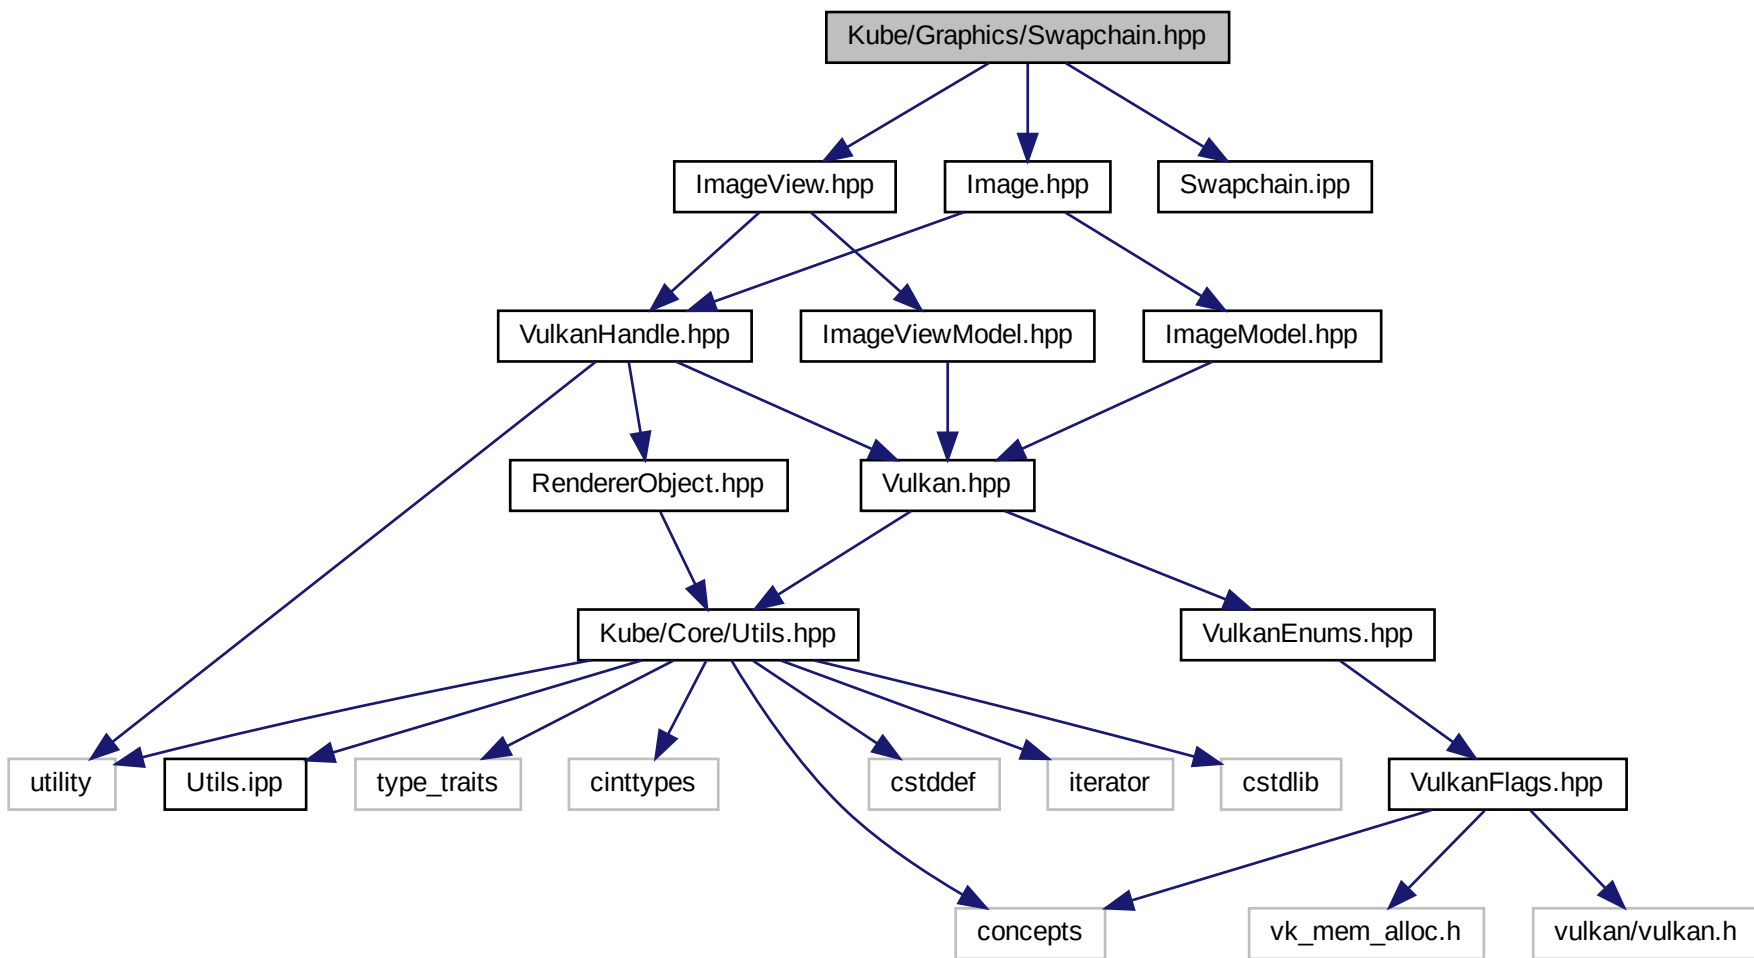 Kube/Graphics/Swapchain.hpp
ImageView.hpp
Image.hpp
Swapchain.ipp
VulkanHandle.hpp
ImageViewModel.hpp
ImageModel.hpp
RendererObject.hpp
Vulkan.hpp
Kube/Core/Utils.hpp
VulkanEnums.hpp
utility
Utils.ipp
type_traits
cinttypes
cstddef
iterator
cstdlib
VulkanFlags.hpp
concepts
vk_mem_alloc.h
vulkan/vulkan.h